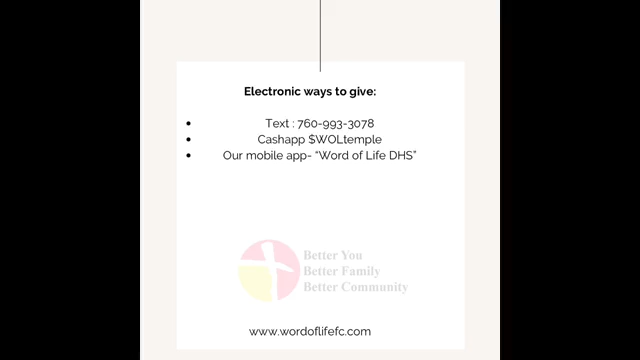 Electronic ways to give:
• Text : 760-993-3078
• Cashapp $WOLtemple
• Our mobile app- “Word of Life DHS”
Better You
Better Family
Better Community
www.wordoflifefc.com